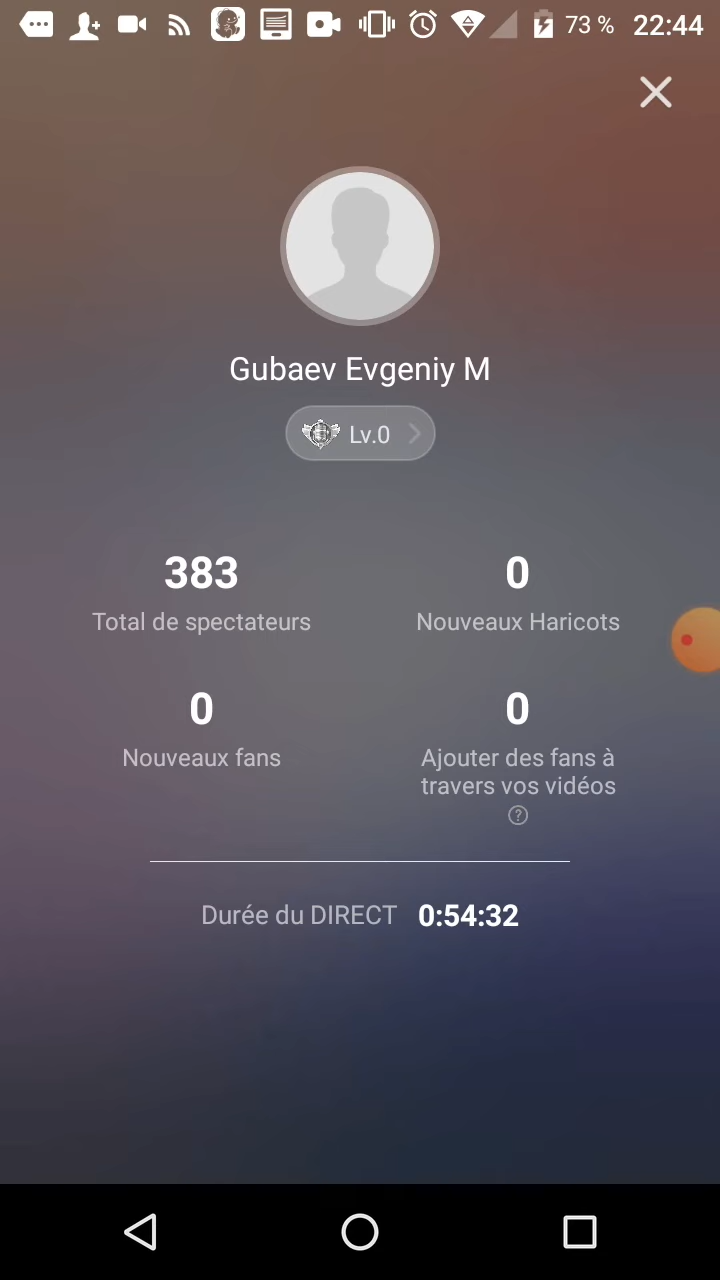 73 % 22:44
Gubaev Evgeniy M
Lv.0
383
Total de spectateurs
0
Nouveaux Haricots
0
Nouveaux fans
0
Ajouter des fans à
travers vos vidéos
?
Durée du DIRECT 0:54:32